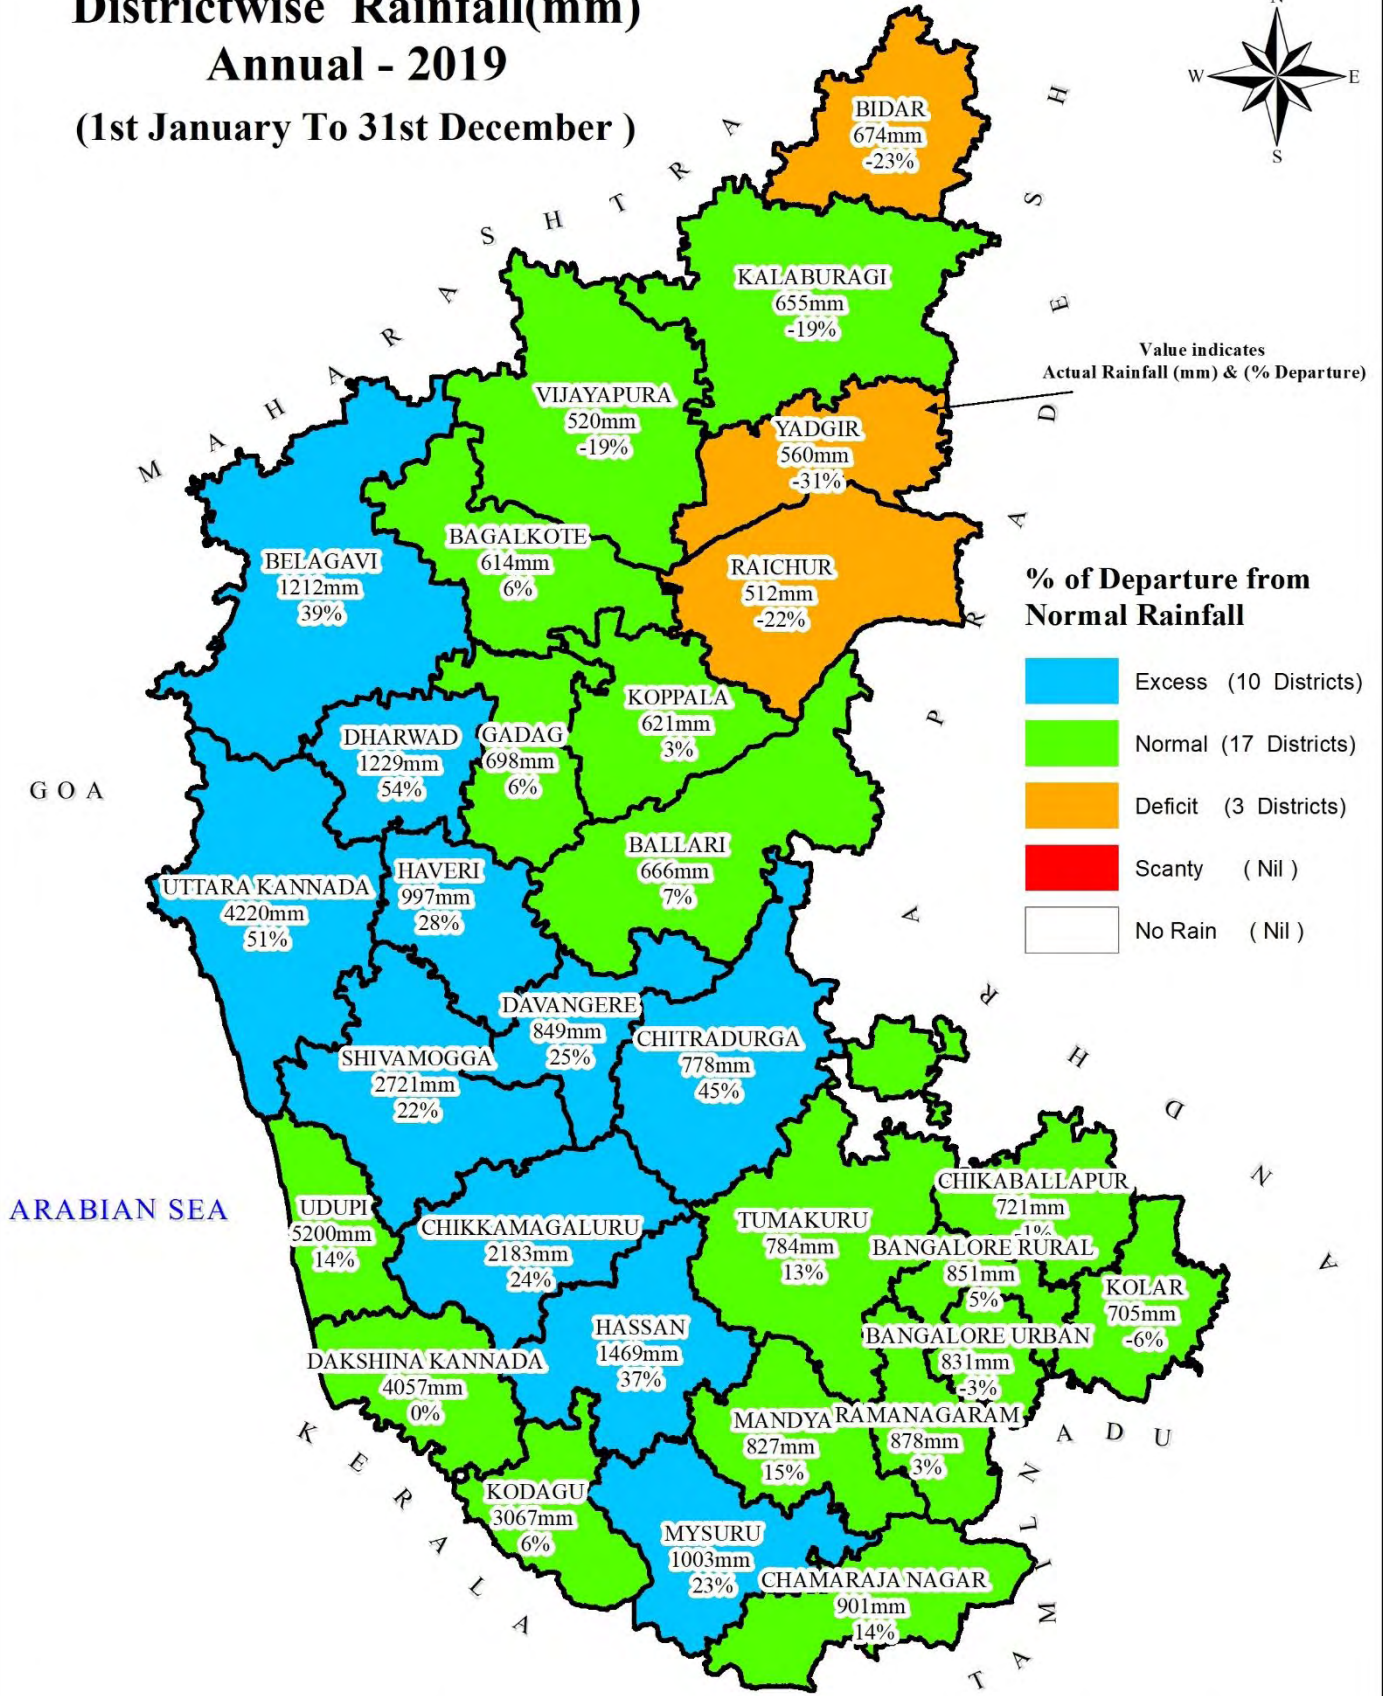 Districtwise Rainfall(mm)
Annual - 2019
(1st January To 31st December )
N
W
E
S
MAHARASHTRA
ANDHRA PRADESH
GOA
ARABIAN SEA
KERALA
TAMILNADU
BIDAR
674mm
-23%
KALABURAGI
655mm
-19%
Value indicates
Actual Rainfall (mm) & (% Departure)
VIJAYAPURA
520mm
-19%
YADGIR
560mm
-31%
BAGALKOTE
614mm
6%
BELAGAVI
1212mm
39%
RAICHUR
512mm
-22%
KOPPALA
621mm
3%
DHARWAD
1229mm
54%
GADAG
698mm
6%
BALLARI
666mm
7%
HAVERI
997mm
28%
UTTARA KANNADA
4220mm
51%
DAVANGERE
849mm
25%
CHITRADURGA
778mm
45%
SHIVAMOGGA
2721mm
22%
CHIKABALLAPUR
721mm
-1%
UDUPI
5200mm
14%
CHIKKAMAGALURU
2183mm
24%
TUMAKURU
784mm
13%
BANGALORE RURAL
851mm
5%
KOLAR
705mm
-6%
HASSAN
1469mm
37%
BANGALORE URBAN
831mm
-3%
DAKSHINA KANNADA
4057mm
0%
MANDYA
827mm
15%
RAMANAGARAM
878mm
3%
KODAGU
3067mm
6%
MYSURU
1003mm
23%
CHAMARAJA NAGAR
901mm
14%
% of Departure from
Normal Rainfall
Excess (10 Districts)
Normal (17 Districts)
Deficit (3 Districts)
Scanty ( Nil )
No Rain ( Nil )